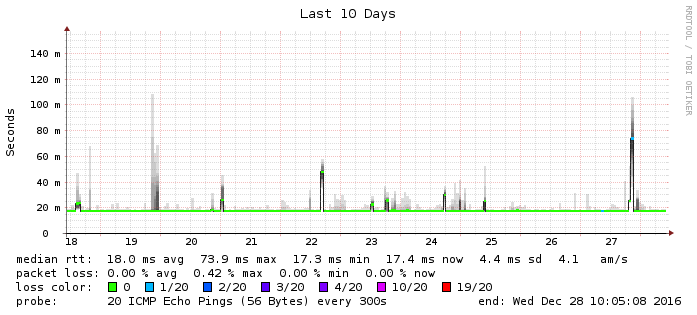 Last 10 Days
RRDTOOL / TOBI OETIKER
Seconds
140 m
120 m
100 m
80 m
60 m
40 m
20 m
0
18 19 20 21 22 23 24 25 26 27
median rtt: 18.0 ms avg 73.9 ms max 17.3 ms min 17.4 ms now 4.4 ms sd 4.1 am/s
packet loss: 0.00 % avg 0.42 % max 0.00 % min 0.00 % now
loss color: 0 1/20 2/20 3/20 4/20 10/20 19/20
probe: 20 ICMP Echo Pings (56 Bytes) every 300s end: Wed Dec 28 10:05:08 2016